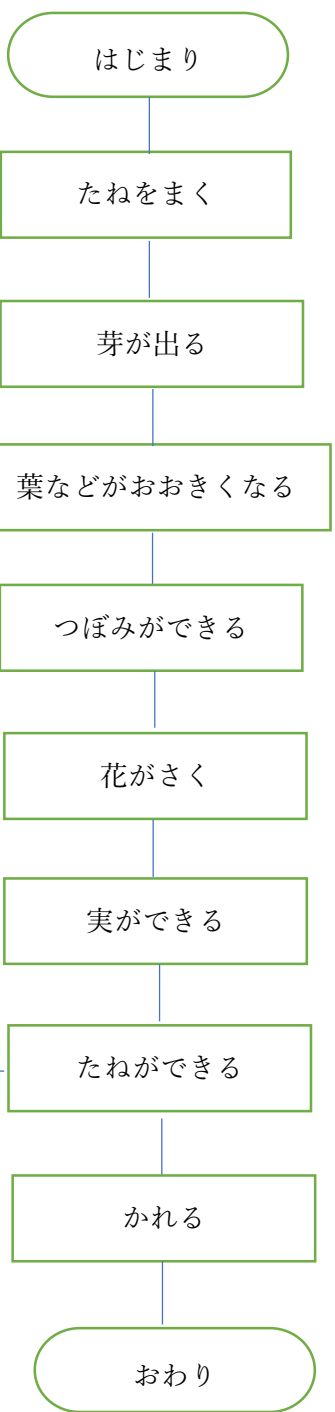 はじまり
たねをまく
芽が出る
葉などがおおきくなる
つぼみができる
花がさく
実ができる
たねができる
かれる
おわり